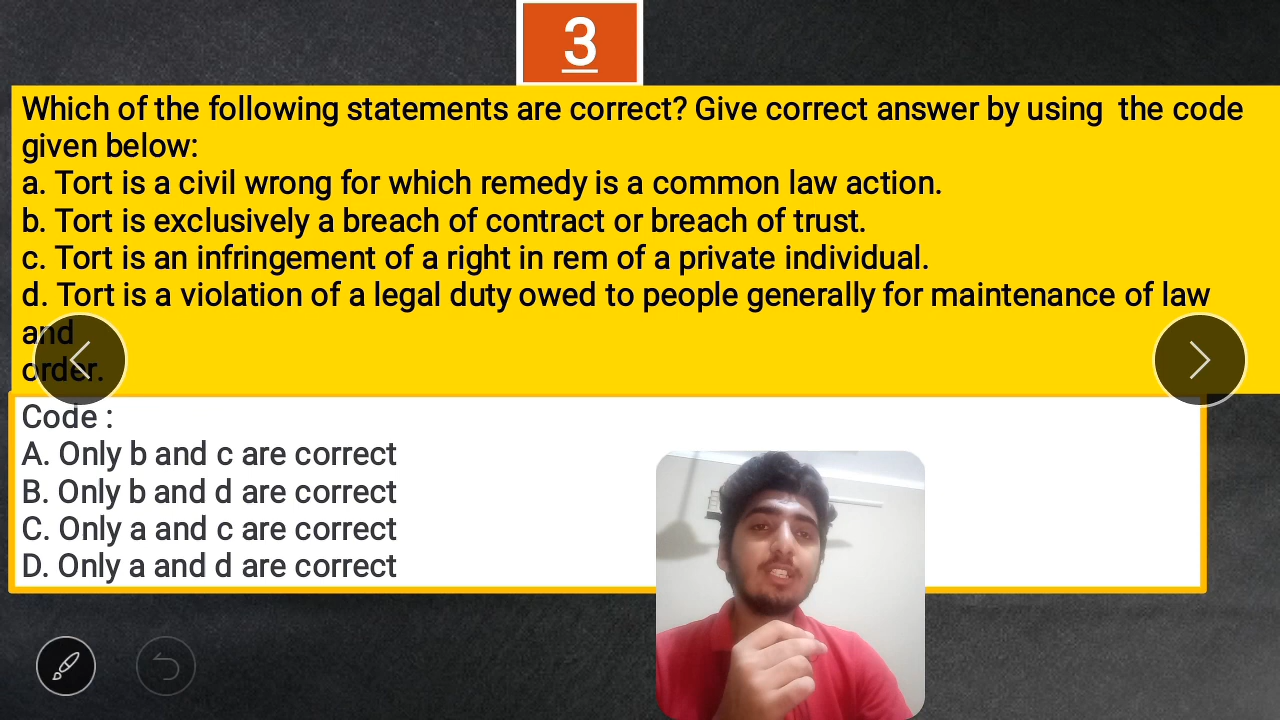 3
Which of the following statements are correct? Give correct answer by using the code
given below:
a. Tort is a civil wrong for which remedy is a common law action.
b. Tort is exclusively a breach of contract or breach of trust.
c. Tort is an infringement of a right in rem of a private individual.
d. Tort is a violation of a legal duty owed to people generally for maintenance of law
and
order.
Code :
A. Only b and c are correct
B. Only b and d are correct
C. Only a and c are correct
D. Only a and d are correct